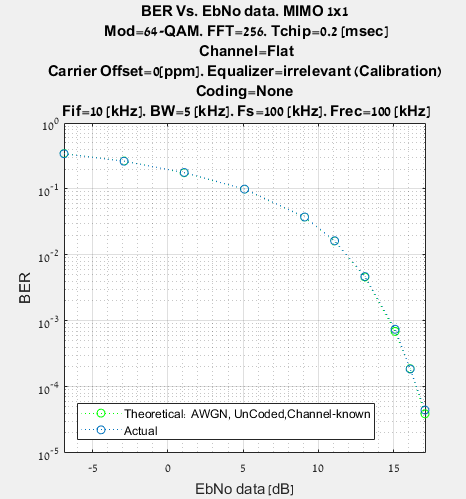 BER Vs. EbNo data. MIMO 1x1
Mod=64-QAM. FFT=256. Tchip=0.2 [msec]
Channel=Flat
Carrier Offset=0[ppm]. Equalizer=irrelevant (Calibration)
Coding=None
Fif=10 [kHz]. BW=5 [kHz]. Fs=100 [kHz]. Frec=100 [kHz]
10^0
10^-1
10^-2
10^-3
10^-4
10^-5
BER
Theoretical: AWGN, UnCoded,Channel-known
Actual
-5 0 5 10 15
EbNo data [dB]